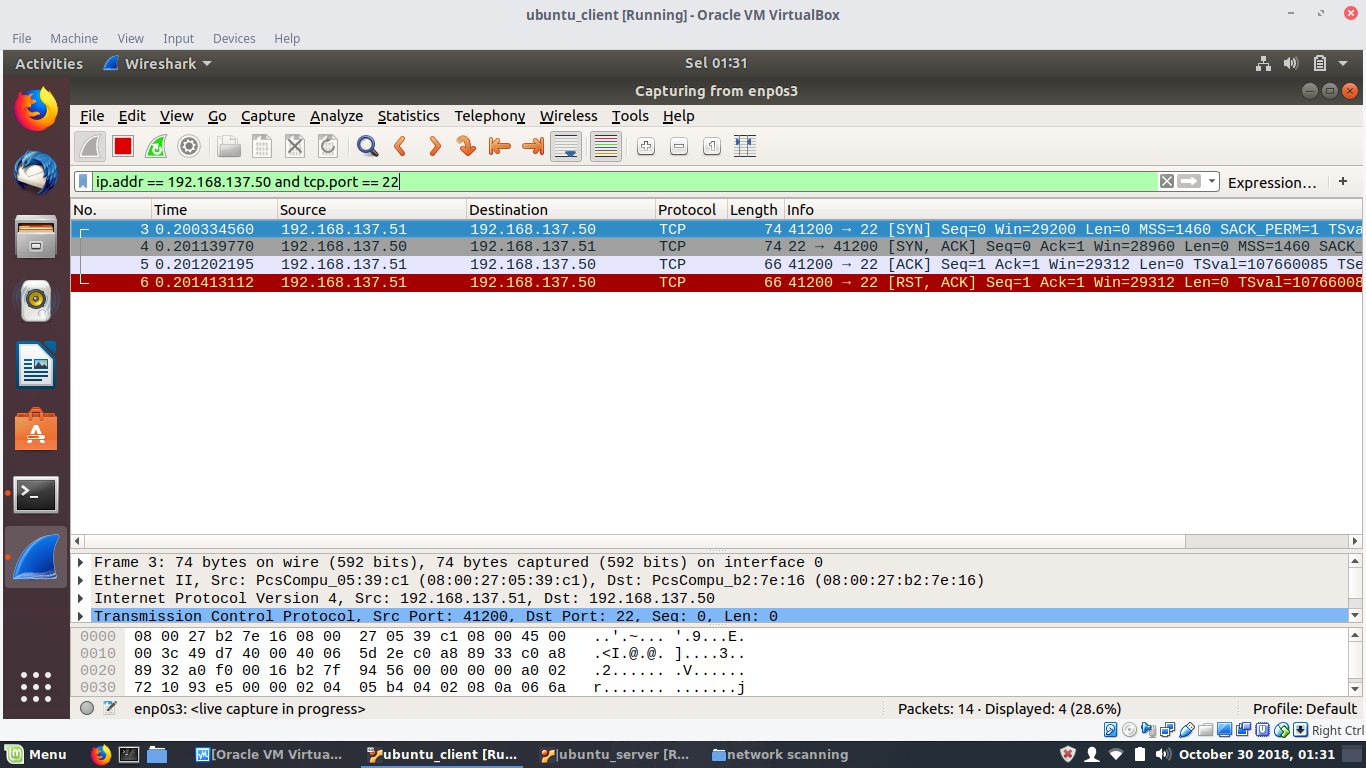 ubuntu_client [Running] - Oracle VM VirtualBox
File Machine View Input Devices Help
Activities Wireshark Sel 01:31
Capturing from enp0s3
File Edit View Go Capture Analyze Statistics Telephony Wireless Tools Help
ip.addr == 192.168.137.50 and tcp.port == 22 Expression… +
No. Time Source Destination Protocol Length Info
3 0.200334560 192.168.137.51 192.168.137.50 TCP 74 41200 → 22 [SYN] Seq=0 Win=29200 Len=0 MSS=1460 SACK_PERM=1 TSva
4 0.201139770 192.168.137.50 192.168.137.51 TCP 74 22 → 41200 [SYN, ACK] Seq=0 Ack=1 Win=28960 Len=0 MSS=1460 SACK_
5 0.201202195 192.168.137.51 192.168.137.50 TCP 66 41200 → 22 [ACK] Seq=1 Ack=1 Win=29312 Len=0 TSval=107660085 TSe
6 0.201413112 192.168.137.51 192.168.137.50 TCP 66 41200 → 22 [RST, ACK] Seq=1 Ack=1 Win=29312 Len=0 TSval=10766008
Frame 3: 74 bytes on wire (592 bits), 74 bytes captured (592 bits) on interface 0
Ethernet II, Src: PcsCompu_05:39:c1 (08:00:27:05:39:c1), Dst: PcsCompu_b2:7e:16 (08:00:27:b2:7e:16)
Internet Protocol Version 4, Src: 192.168.137.51, Dst: 192.168.137.50
Transmission Control Protocol, Src Port: 41200, Dst Port: 22, Seq: 0, Len: 0
0000 08 00 27 b2 7e 16 08 00 27 05 39 c1 08 00 45 00 ..'.~... '.9...E.
0010 00 3c 49 d7 40 00 40 06 5d 2e c0 a8 89 33 c0 a8 .<I.@.@. ]....3..
0020 89 32 a0 f0 00 16 b2 7f 94 56 00 00 00 00 a0 02 .2...... .V......
0030 72 10 93 e5 00 00 02 04 05 b4 04 02 08 0a 06 6a r....... .......j
enp0s3: <live capture in progress> Packets: 14 · Displayed: 4 (28.6%) Profile: Default
Right Ctrl
Menu [Oracle VM Virtua... ubuntu_client [Ru... ubuntu_server [R... network scanning October 30 2018, 01:31